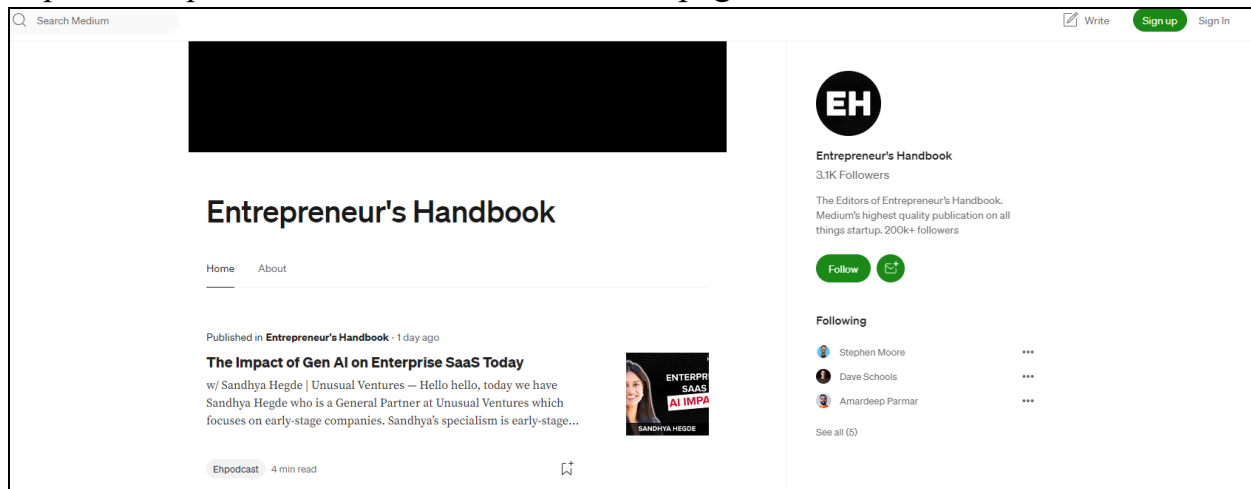 Search Medium
Write
Sign up
Sign In
EH
Entrepreneur's Handbook
3.1K Followers
The Editors of Entrepreneur's Handbook.
Medium's highest quality publication on all
things startup. 200k+ followers
Follow
Entrepreneur's Handbook
Home
About
Published in Entrepreneur's Handbook · 1 day ago
The Impact of Gen AI on Enterprise SaaS Today
w/ Sandhya Hegde | Unusual Ventures — Hello hello, today we have
Sandhya Hegde who is a General Partner at Unusual Ventures which
focuses on early-stage companies. Sandhya's specialism is early-stage...
ENTERPR
SAAS
AI IMPA
SANDHYA HEGDE
Ehpodcast
4 min read
Following
Stephen Moore
Dave Schools
Amardeep Parmar
See all (5)